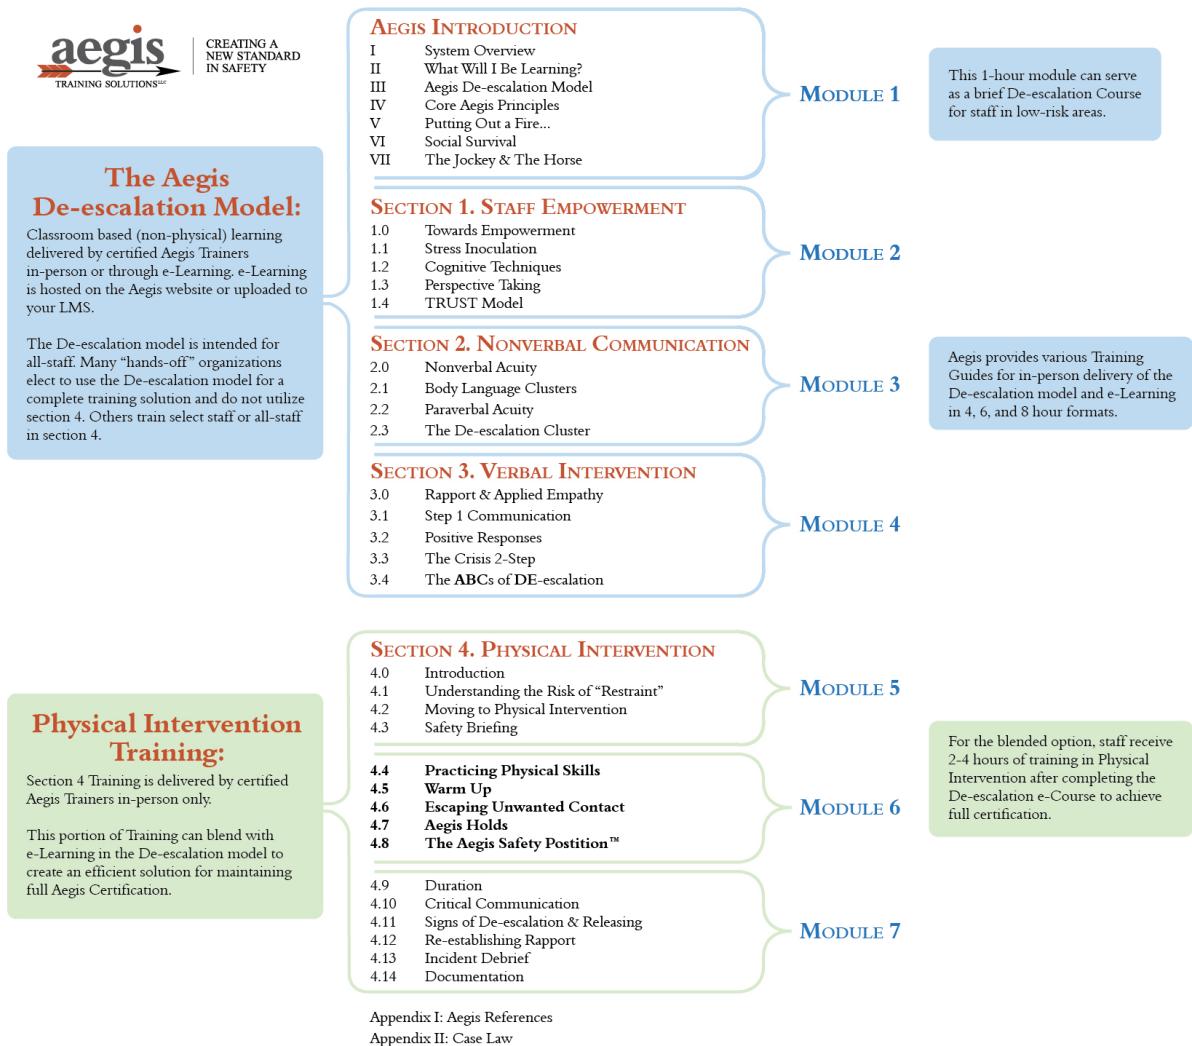 aegis
TRAINING SOLUTIONS LLC
CREATING A
NEW STANDARD
IN SAFETY
The Aegis
De-escalation Model:
Classroom based (non-physical) learning
delivered by certified Aegis Trainers
in-person or through e-Learning. e-Learning
is hosted on the Aegis website or uploaded to
your LMS.
The De-escalation model is intended for
all-staff. Many “hands-off” organizations
elect to use the De-escalation model for a
complete training solution and do not utilize
section 4. Others train select staff or all-staff
in section 4.
AEGIS INTRODUCTION
I System Overview
II What Will I Be Learning?
III Aegis De-escalation Model
IV Core Aegis Principles
V Putting Out a Fire...
VI Social Survival
VII The Jockey & The Horse
MODULE 1
This 1-hour module can serve
as a brief De-escalation Course
for staff in low-risk areas.
SECTION 1. STAFF EMPOWERMENT
1.0 Towards Empowerment
1.1 Stress Inoculation
1.2 Cognitive Techniques
1.3 Perspective Taking
1.4 TRUST Model
MODULE 2
SECTION 2. NONVERBAL COMMUNICATION
2.0 Nonverbal Acuity
2.1 Body Language Clusters
2.2 Paraverbal Acuity
2.3 The De-escalation Cluster
MODULE 3
Aegis provides various Training
Guides for in-person delivery of the
De-escalation model and e-Learning
in 4, 6, and 8 hour formats.
SECTION 3. VERBAL INTERVENTION
3.0 Rapport & Applied Empathy
3.1 Step 1 Communication
3.2 Positive Responses
3.3 The Crisis 2-Step
3.4 The ABCs of DE-escalation
MODULE 4
Physical Intervention
Training:
Section 4 Training is delivered by certified
Aegis Trainers in-person only.
This portion of Training can blend with
e-Learning in the De-escalation model to
create an efficient solution for maintaining
full Aegis Certification.
SECTION 4. PHYSICAL INTERVENTION
4.0 Introduction
4.1 Understanding the Risk of “Restraint”
4.2 Moving to Physical Intervention
4.3 Safety Briefing
MODULE 5
4.4 Practicing Physical Skills
4.5 Warm Up
4.6 Escaping Unwanted Contact
4.7 Aegis Holds
4.8 The Aegis Safety Postition™
MODULE 6
For the blended option, staff receive
2-4 hours of training in Physical
Intervention after completing the
De-escalation e-Course to achieve
full certification.
4.9 Duration
4.10 Critical Communication
4.11 Signs of De-escalation & Releasing
4.12 Re-establishing Rapport
4.13 Incident Debrief
4.14 Documentation
MODULE 7
Appendix I: Aegis References
Appendix II: Case Law